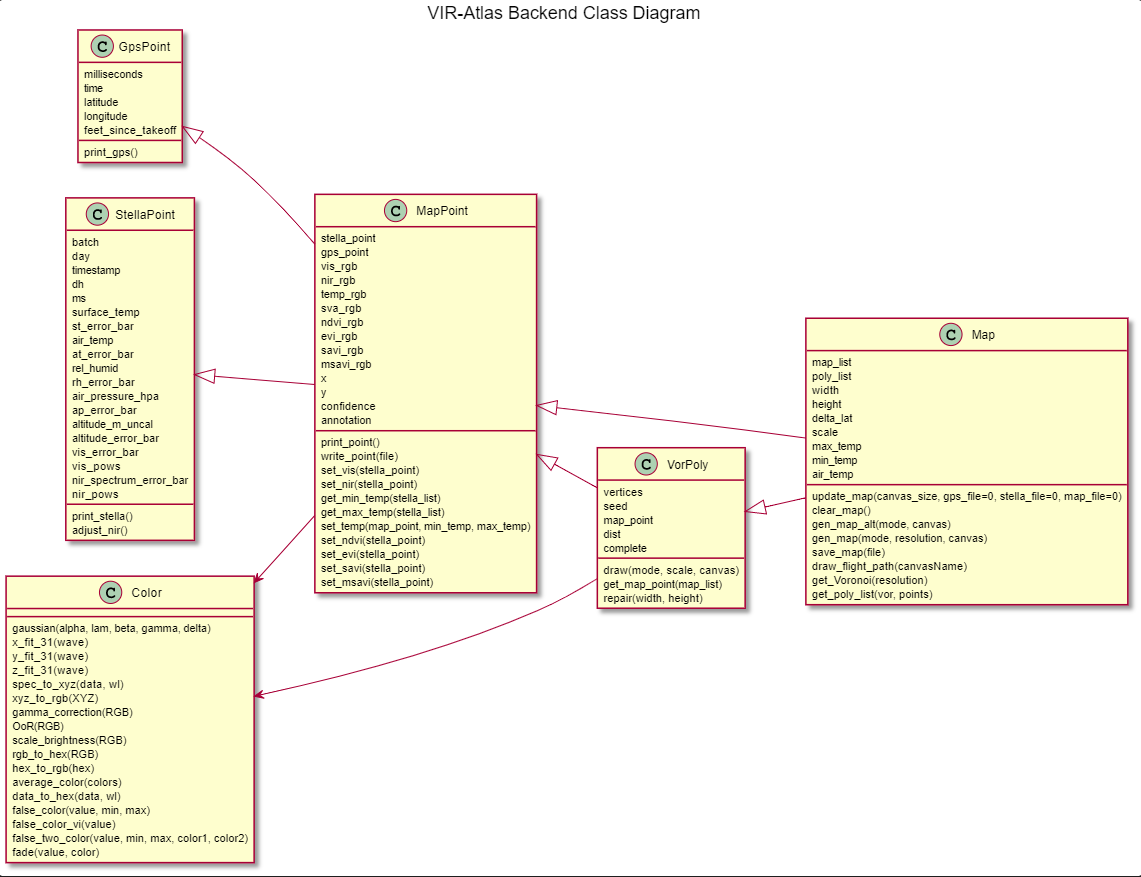 VIR-Atlas Backend Class Diagram
C GpsPoint
milliseconds
time
latitude
longitude
feet_since_takeoff
print_gps()
C StellaPoint
batch
day
timestamp
dh
ms
surface_temp
st_error_bar
air_temp
at_error_bar
rel_humid
rh_error_bar
air_pressure_hpa
ap_error_bar
altitude_m_uncal
altitude_error_bar
vis_error_bar
vis_pows
nir_spectrum_error_bar
nir_pows
print_stella()
adjust_nir()
C MapPoint
stella_point
gps_point
vis_rgb
nir_rgb
temp_rgb
sva_rgb
ndvi_rgb
evi_rgb
savi_rgb
msavi_rgb
x
y
confidence
annotation
print_point()
write_point(file)
set_vis(stella_point)
set_nir(stella_point)
get_min_temp(stella_list)
get_max_temp(stella_list)
set_temp(map_point, min_temp, max_temp)
set_ndvi(stella_point)
set_evi(stella_point)
set_savi(stella_point)
set_msavi(stella_point)
C VorPoly
vertices
seed
map_point
dist
complete
draw(mode, scale, canvas)
get_map_point(map_list)
repair(width, height)
C Map
map_list
poly_list
width
height
delta_lat
scale
max_temp
min_temp
air_temp
update_map(canvas_size, gps_file=0, stella_file=0, map_file=0)
clear_map()
gen_map_alt(mode, canvas)
gen_map(mode, resolution, canvas)
save_map(file)
draw_flight_path(canvasName)
get_Voronoi(resolution)
get_poly_list(vor, points)
C Color
gaussian(alpha, lam, beta, gamma, delta)
x_fit_31(wave)
y_fit_31(wave)
z_fit_31(wave)
spec_to_xyz(data, wl)
xyz_to_rgb(XYZ)
gamma_correction(RGB)
OoR(RGB)
scale_brightness(RGB)
rgb_to_hex(RGB)
hex_to_rgb(hex)
average_color(colors)
data_to_hex(data, wl)
false_color(value, min, max)
false_color_vi(value)
false_two_color(value, min, max, color1, color2)
fade(value, color)